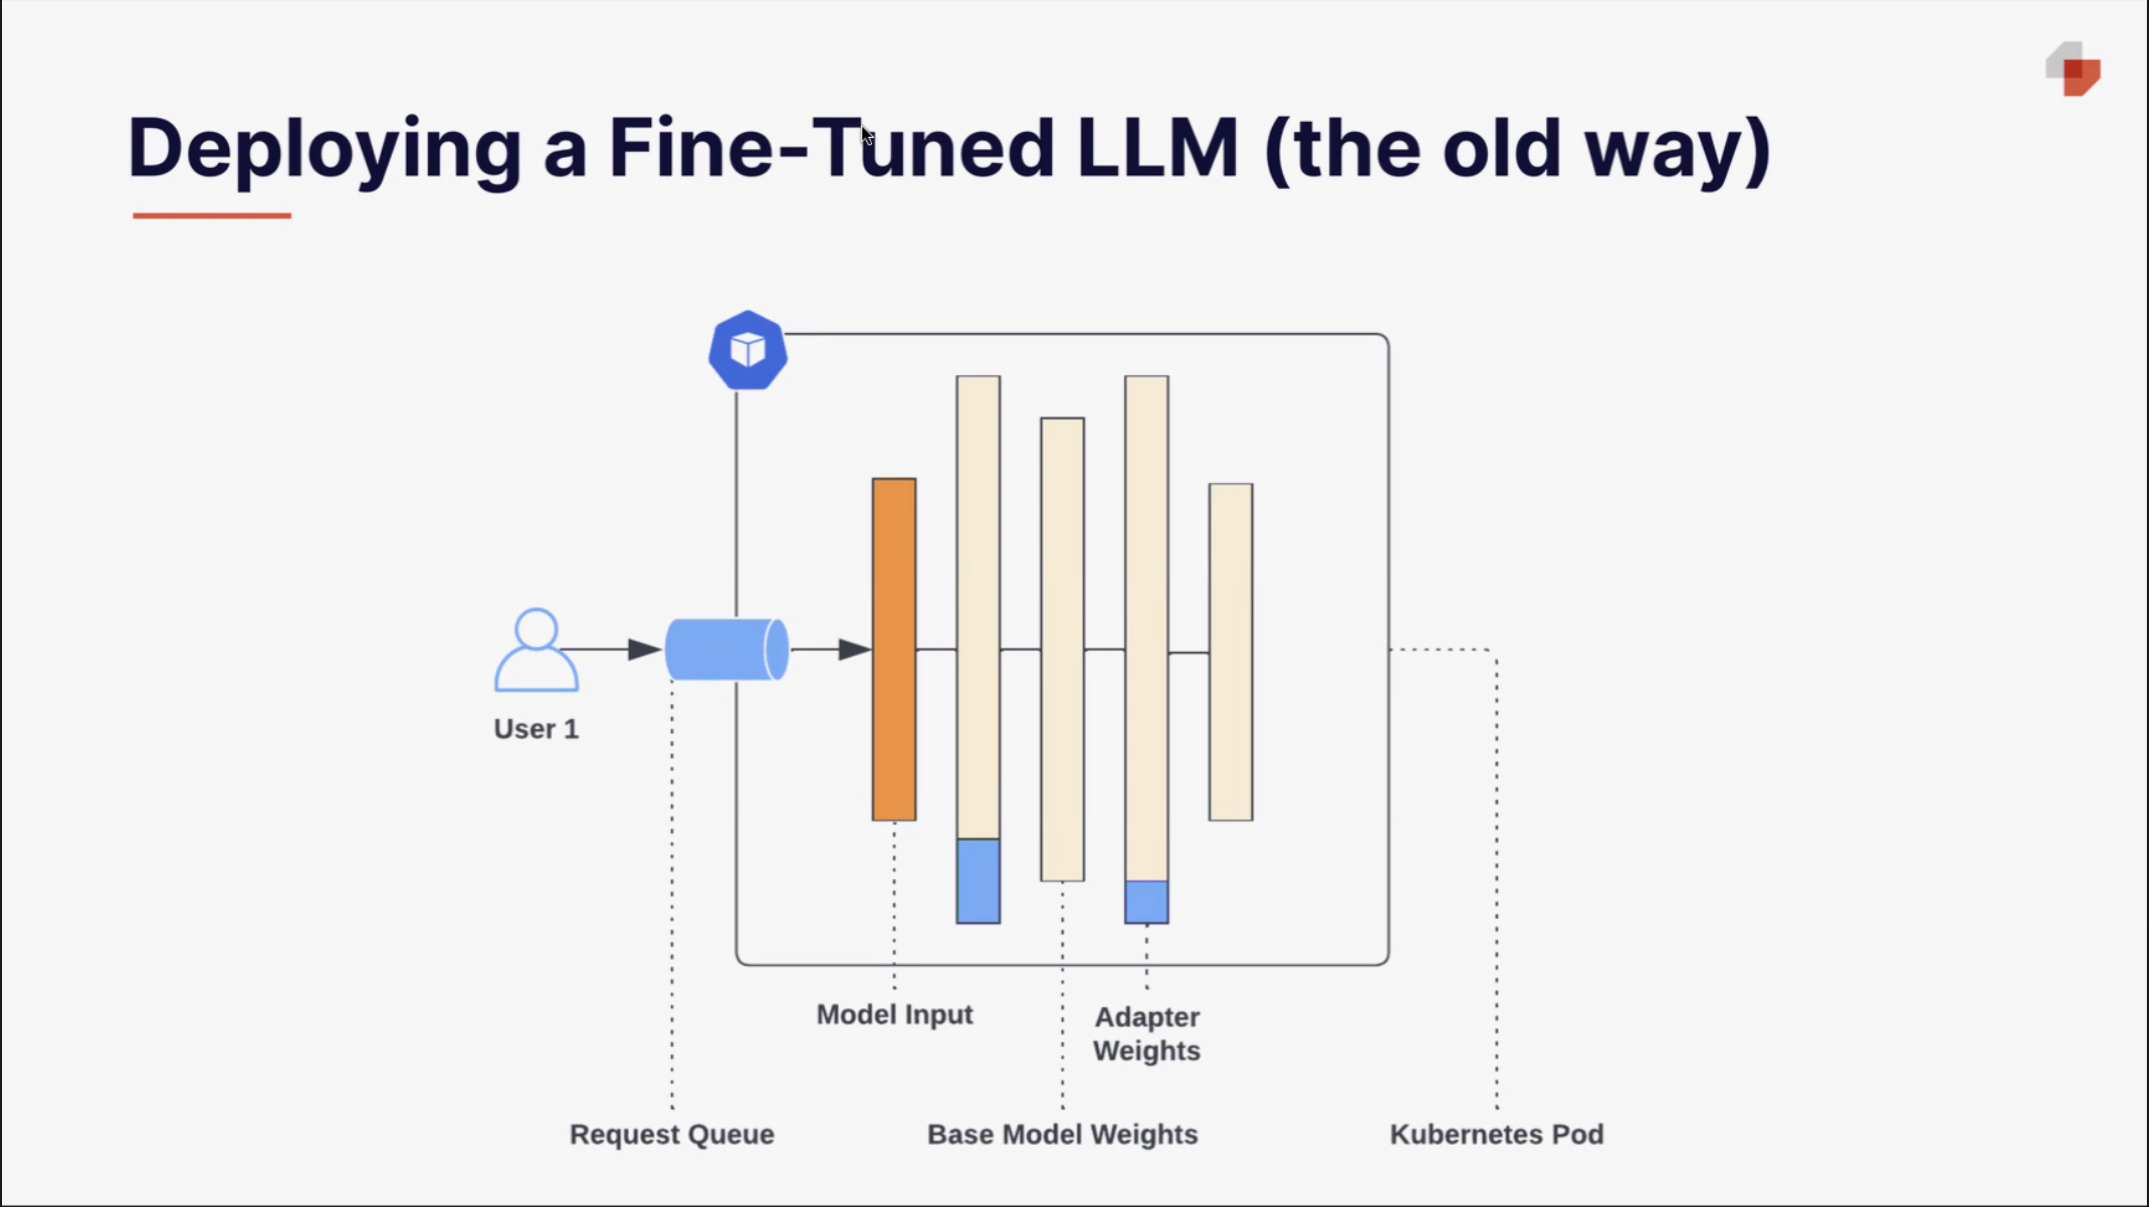 Deploying a Fine-Tuned LLM (the old way)
User 1
Model Input
Adapter
Weights
Request Queue
Base Model Weights
Kubernetes Pod